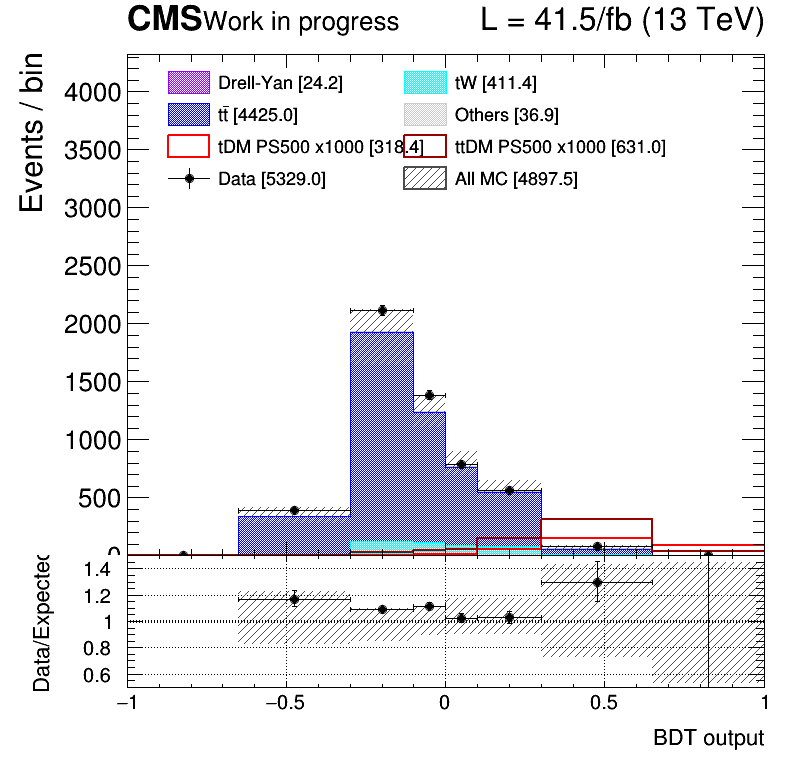 CMS Work in progress L = 41.5/fb (13 TeV)
Events / bin
Drell-Yan [24.2] tW [411.4]
tt̄ [4425.0] Others [36.9]
tDM PS500 x1000 [318.4] ttDM PS500 x1000 [631.0]
Data [5329.0] All MC [4897.5]
4000
3500
3000
2500
2000
1500
1000
500
0
Data/Expected
1.4
1.2
1
0.8
0.6
−1 −0.5 0 0.5 1
BDT output